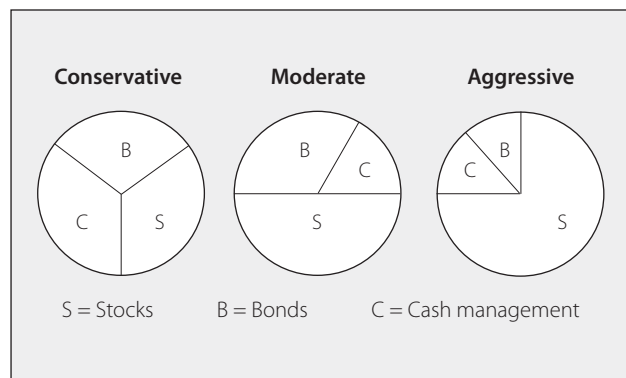 Conservative Moderate Aggressive
B B B
C C
C S S S
S = Stocks B = Bonds C = Cash management